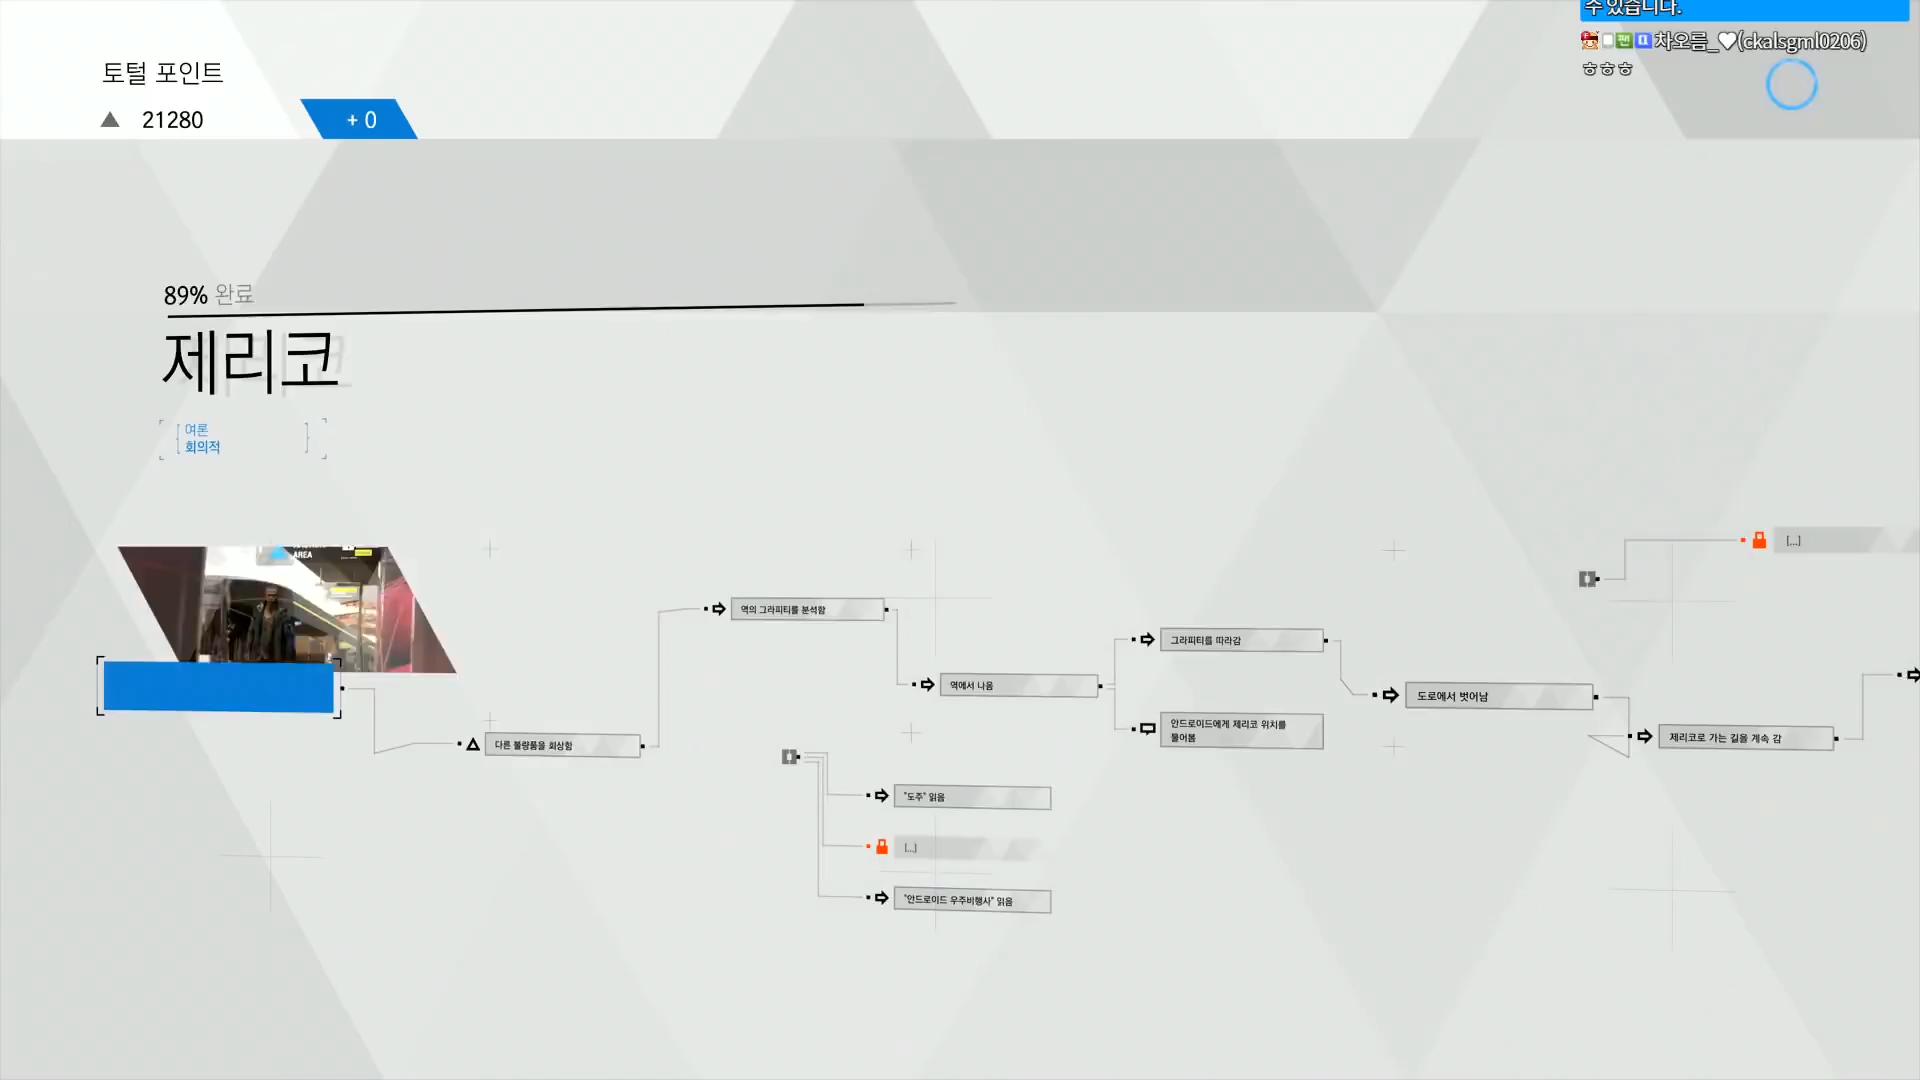 수 있습니다.
차오름_♡(ckalsgml0206)
ㅎㅎㅎ
토털 포인트
21280
+ 0
89% 완료
제리코
여론
회의적
AREA
[...]
역의 그라피티를 분석함
그라피티를 따라감
역에서 나옴
도로에서 벗어남
안드로이드에게 제리코 위치를
물어봄
다른 불량품을 회상함
제리코로 가는 길을 계속 감
"도주" 읽음
[...]
"안드로이드 우주비행사" 읽음